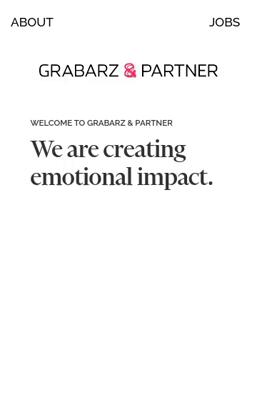 ABOUT JOBS
GRABARZ & PARTNER
WELCOME TO GRABARZ & PARTNER
We are creating
emotional impact.